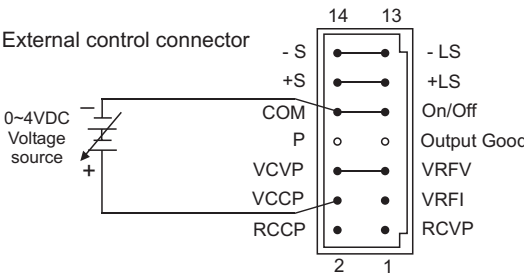 14 13
External control connector
- S - LS
+S +LS
COM On/Off
P Output Good
VCVP VRFV
VCCP VRFI
RCCP RCVP
2 1
0~4VDC
Voltage
source
−
+